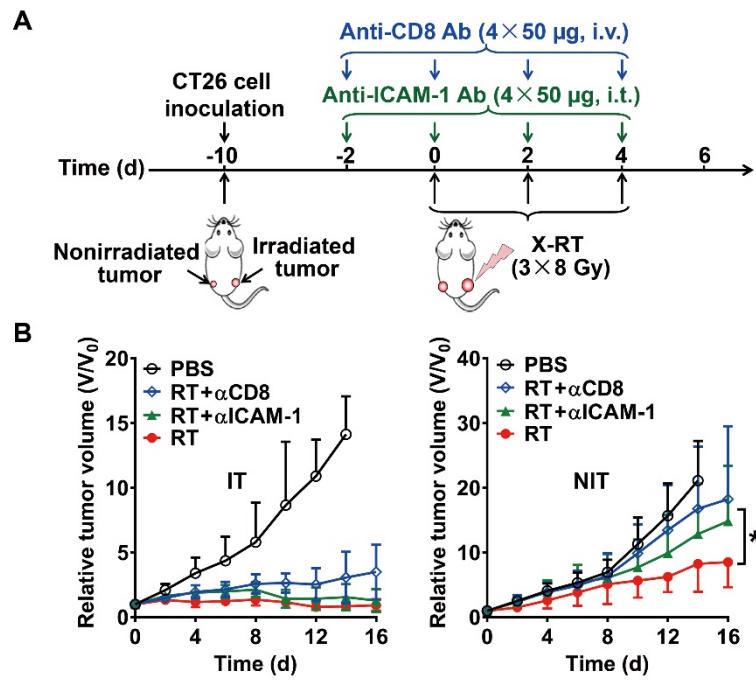 A
Anti-CD8 Ab (4×50 μg, i.v.)
CT26 cell
inoculation
Anti-ICAM-1 Ab (4×50 μg, i.t.)
Time (d)
-10 -2 0 2 4 6
Nonirradiated
tumor
Irradiated
tumor
X-RT
(3×8 Gy)
B
Relative tumor volume (V/V0)
20
15
10
5
0
0 4 8 12 16
Time (d)
PBS
RT+αCD8
RT+αICAM-1
RT
IT
Relative tumor volume (V/V0)
40
30
20
10
0
0 4 8 12 16
Time (d)
PBS
RT+αCD8
RT+αICAM-1
RT
NIT
*